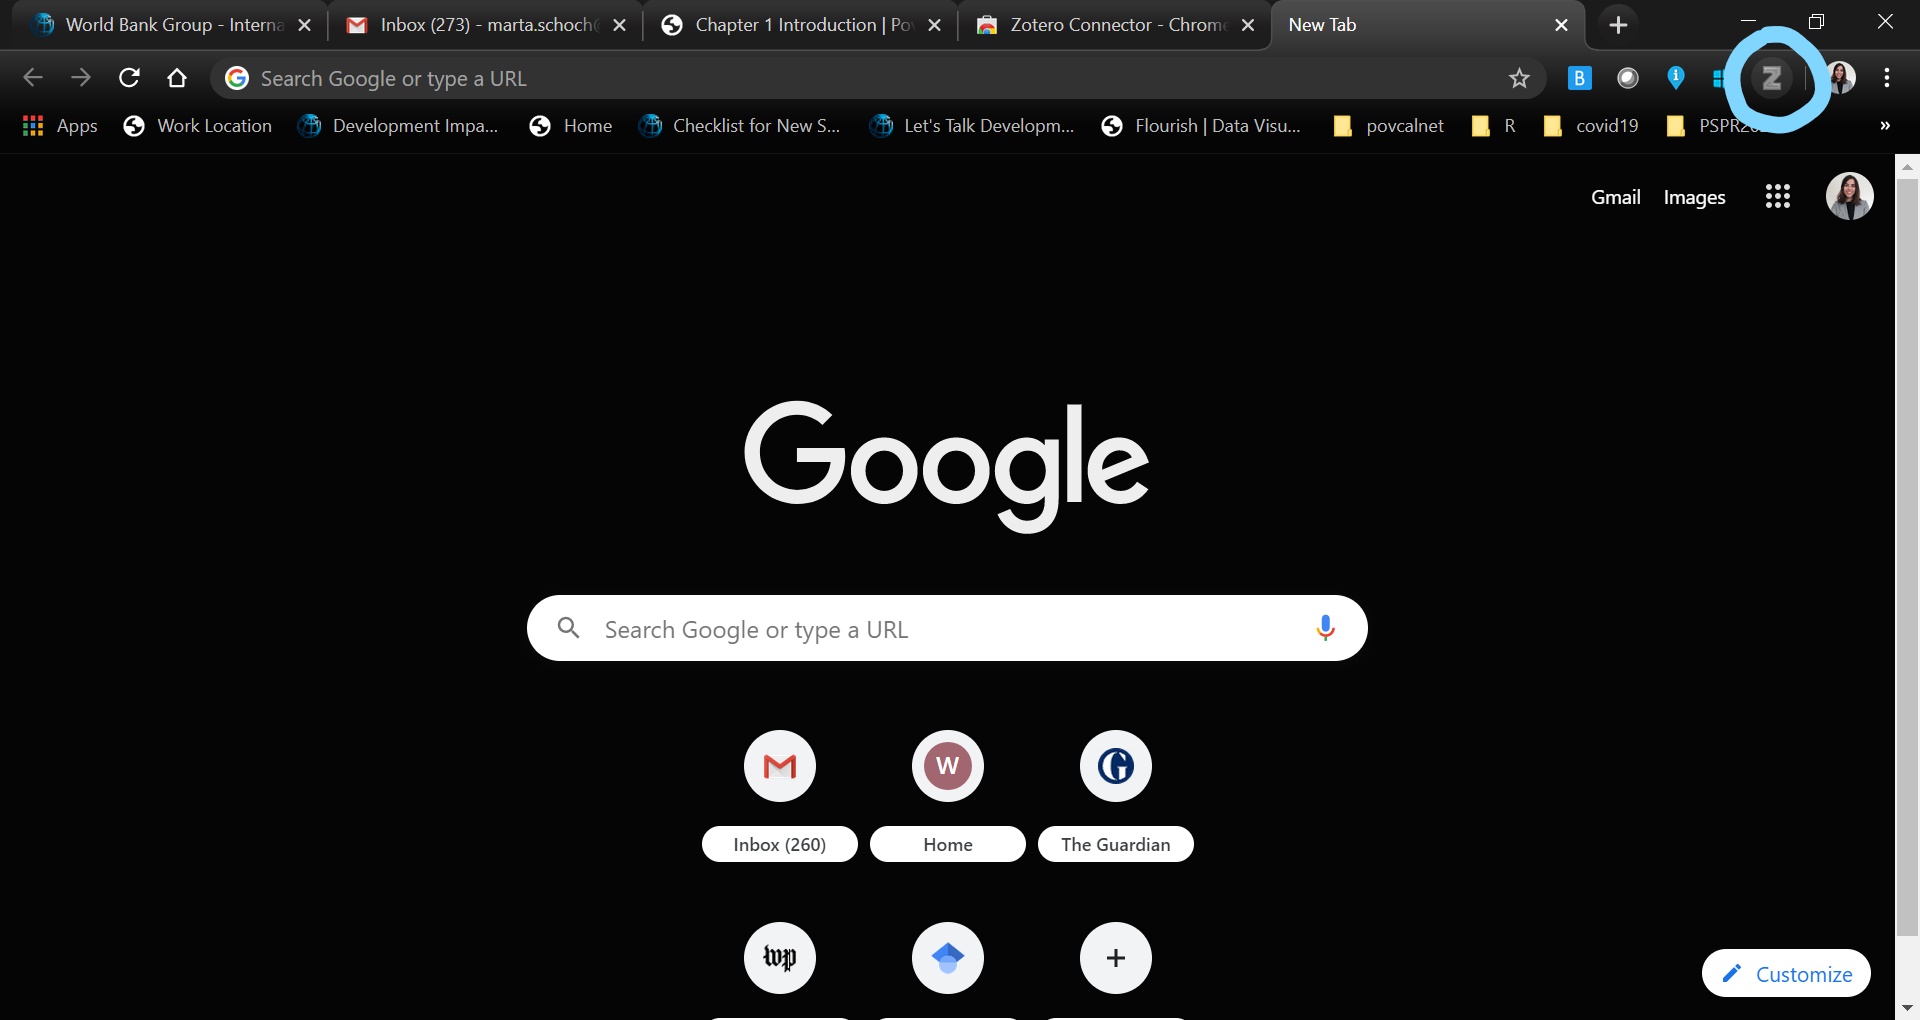 World Bank Group - Interna
Inbox (273) - marta.schoch
Chapter 1 Introduction | Po
Zotero Connector - Chrome
New Tab
Search Google or type a URL
B
Z
Apps
Work Location
Development Impa...
Home
Checklist for New S...
Let's Talk Developm...
Flourish | Data Visu...
povcalnet
R
covid19
PSPR20
»
Gmail
Images
Google
Search Google or type a URL
W
G
Inbox (260)
Home
The Guardian
wp
Customize